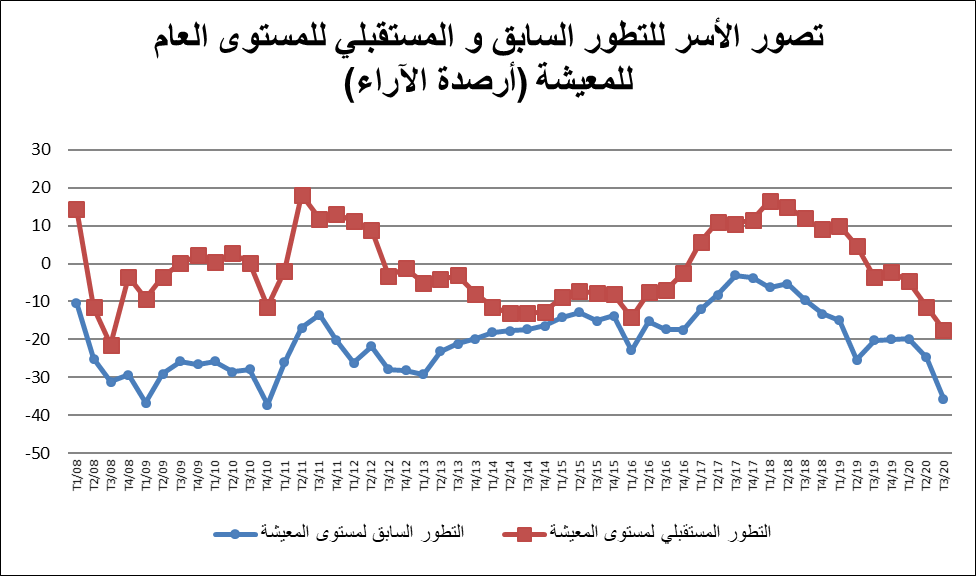 تصور الأسر للتطور السابق و المستقبلي للمستوى العام
للمعيشة (أرصدة الآراء)
30
20
10
0
-10
-20
-30
-40
-50
T1/08 T2/08 T3/08 T4/08 T1/09 T2/09 T3/09 T4/09 T1/10 T2/10 T3/10 T4/10 T1/11 T2/11 T3/11 T4/11 T1/12 T2/12 T3/12 T4/12 T1/13 T2/13 T3/13 T4/13 T1/14 T2/14 T3/14 T4/14 T1/15 T2/15 T3/15 T4/15 T1/16 T2/16 T3/16 T4/16 T1/17 T2/17 T3/17 T4/17 T1/18 T2/18 T3/18 T4/18 T1/19 T2/19 T3/19 T4/19 T1/20 T2/20 T3/20
التطور المستقبلي لمستوى المعيشة التطور السابق لمستوى المعيشة